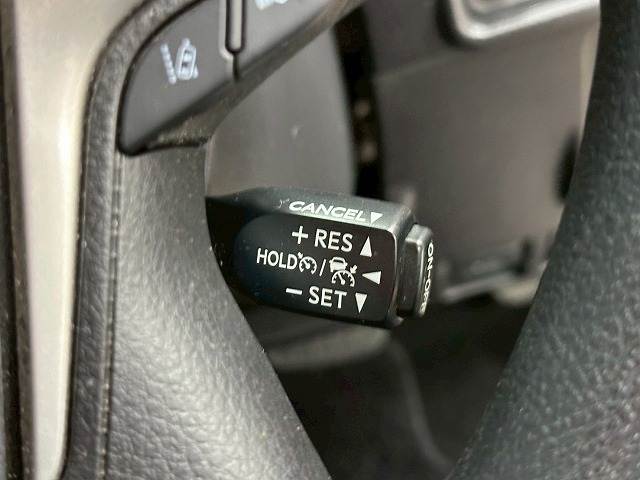 CANCEL▼
+ RES ▲
HOLD / ◀
− SET ▼
ON-OFF